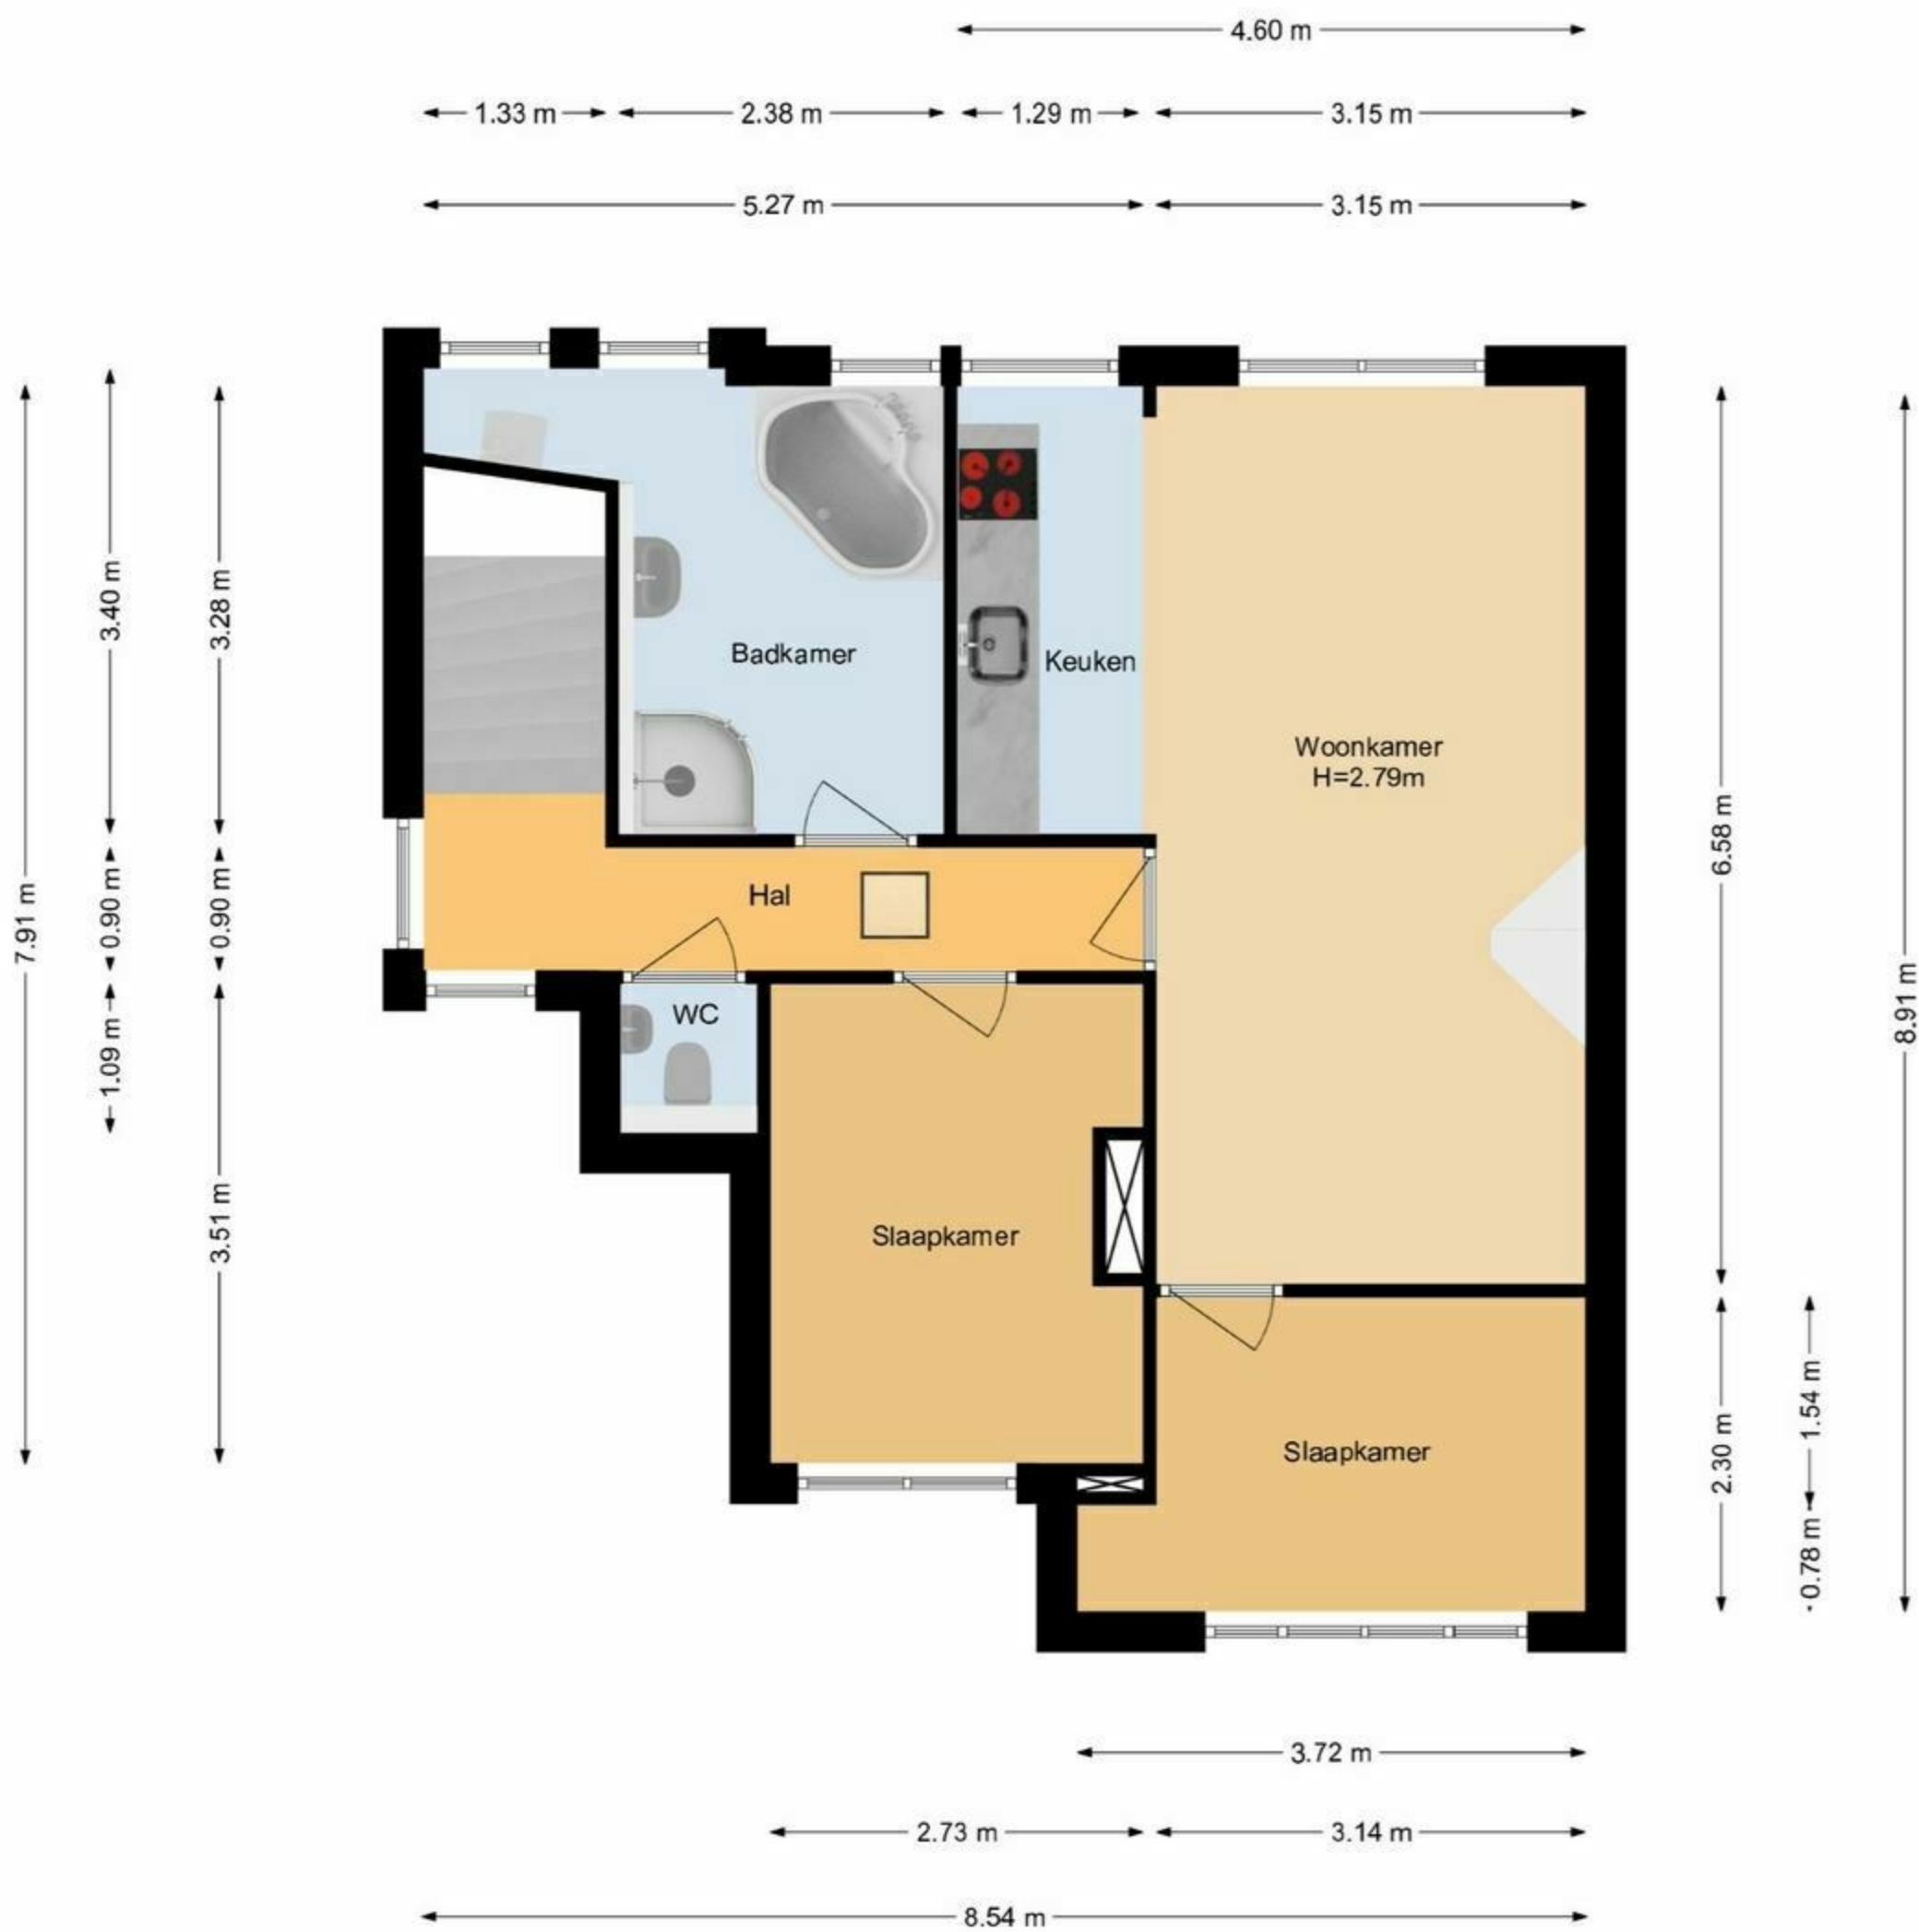 4.60 m
1.33 m
2.38 m
1.29 m
3.15 m
5.27 m
3.15 m
7.91 m
3.40 m
0.90 m
1.09 m
3.28 m
0.90 m
3.51 m
Badkamer
Keuken
Woonkamer
H=2.79m
Hal
WC
Slaapkamer
Slaapkamer
6.58 m
2.30 m
1.54 m
0.78 m
8.91 m
3.72 m
2.73 m
3.14 m
8.54 m